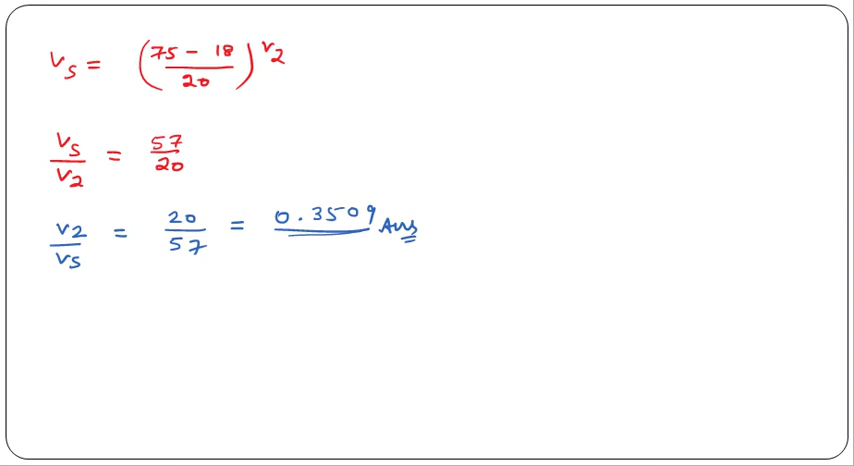 Vs = (75 - 18 / 20) V2
Vs / V2 = 57 / 20
V2 / Vs = 20 / 57 = 0.3509 Ans